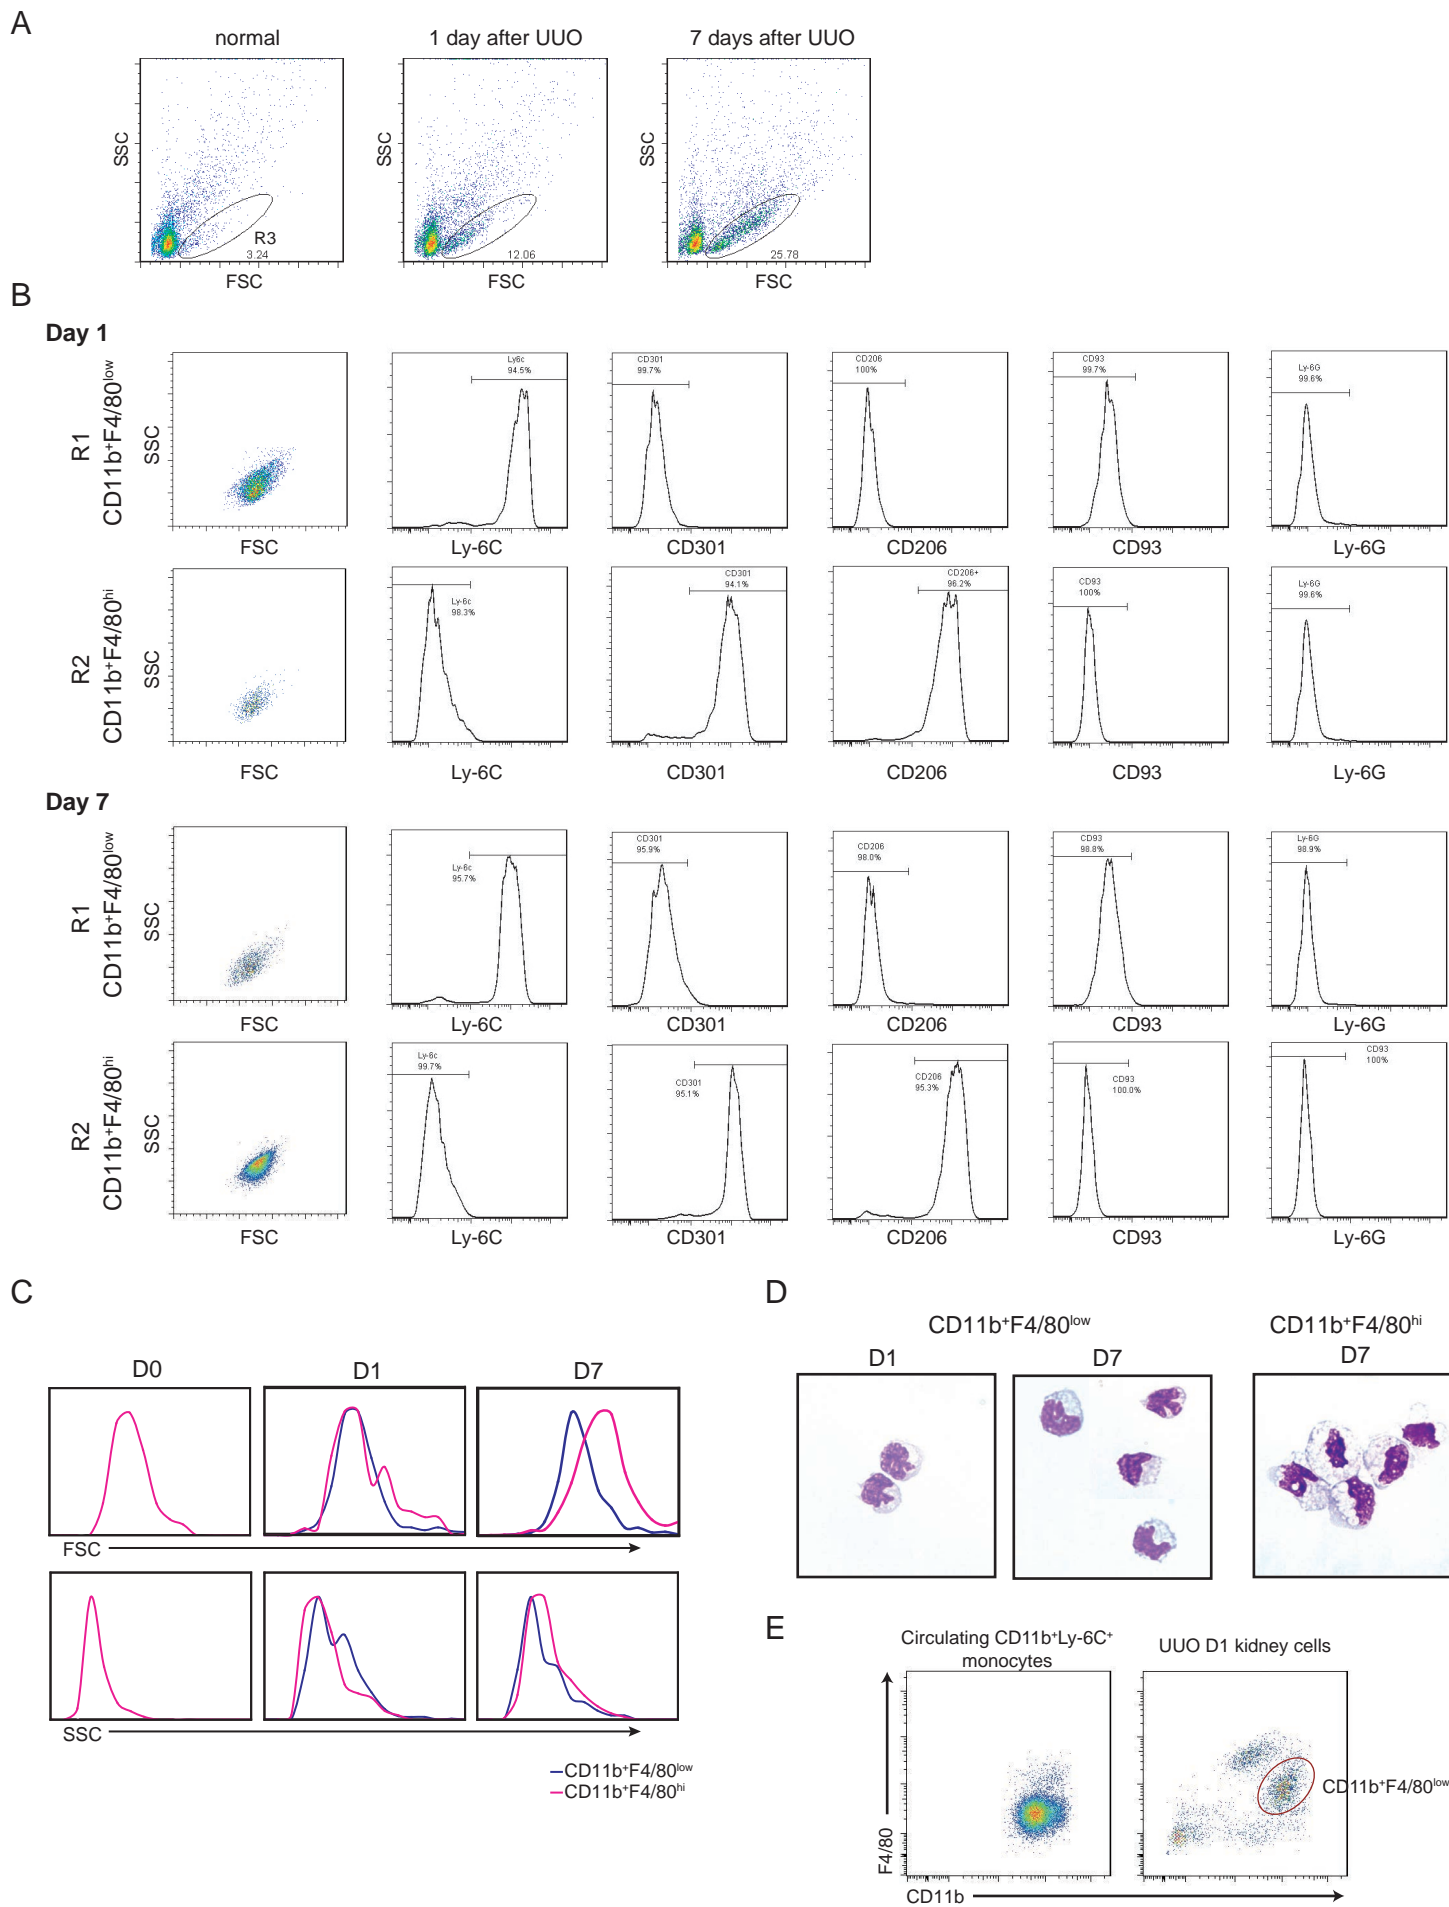 A
normal
1 day after UUO
7 days after UUO
SSC
SSC
SSC
R3
3.24
12.06
25.78
FSC
FSC
FSC
B
Day 1
R1
CD11b⁺F4/80ˡᵒʷ
SSC
Ly6c
94.5%
CD301
99.7%
CD206
100%
CD93
99.7%
Ly-6G
99.6%
FSC
Ly-6C
CD301
CD206
CD93
Ly-6G
R2
CD11b⁺F4/80ʰⁱ
SSC
Ly-6c
98.3%
CD301
94.1%
CD206+
96.2%
CD93
100%
Ly-6G
99.6%
FSC
Ly-6C
CD301
CD206
CD93
Ly-6G
Day 7
R1
CD11b⁺F4/80ˡᵒʷ
SSC
Ly-6c
95.7%
CD301
95.9%
CD206
98.0%
CD93
98.8%
Ly-6G
98.9%
FSC
Ly-6C
CD301
CD206
CD93
Ly-6G
R2
CD11b⁺F4/80ʰⁱ
SSC
Ly-6c
99.7%
CD301
95.1%
CD206
95.3%
CD93
100.0%
CD93
100%
FSC
Ly-6C
CD301
CD206
CD93
Ly-6G
C
D0
D1
D7
FSC
SSC
CD11b⁺F4/80ˡᵒʷ
CD11b⁺F4/80ʰⁱ
D
CD11b⁺F4/80ˡᵒʷ
CD11b⁺F4/80ʰⁱ
D1
D7
D7
E
Circulating CD11b⁺Ly-6C⁺
monocytes
UUO D1 kidney cells
F4/80
CD11b⁺F4/80ˡᵒʷ
CD11b